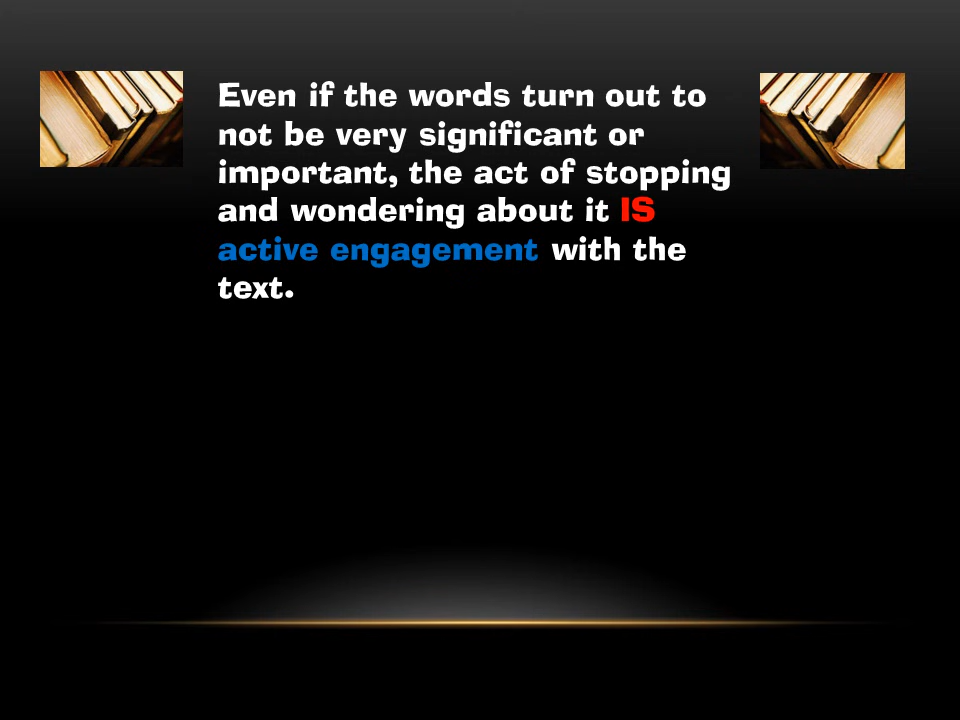 Even if the words turn out to
not be very significant or
important, the act of stopping
and wondering about it IS
active engagement with the
text.